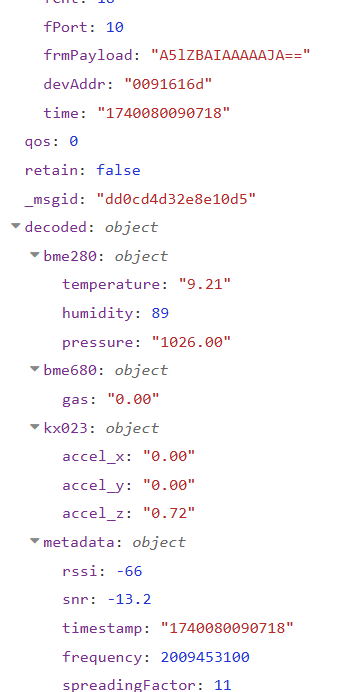 fPort: 10
frmPayload: "A5lZBAIAAAAAJA=="
devAddr: "0091616d"
time: "1740080090718"
qos: 0
retain: false
_msgid: "dd0cd4d32e8e10d5"
decoded: object
bme280: object
temperature: "9.21"
humidity: 89
pressure: "1026.00"
bme680: object
gas: "0.00"
kx023: object
accel_x: "0.00"
accel_y: "0.00"
accel_z: "0.72"
metadata: object
rssi: -66
snr: -13.2
timestamp: "1740080090718"
frequency: 2009453100
spreadingFactor: 11